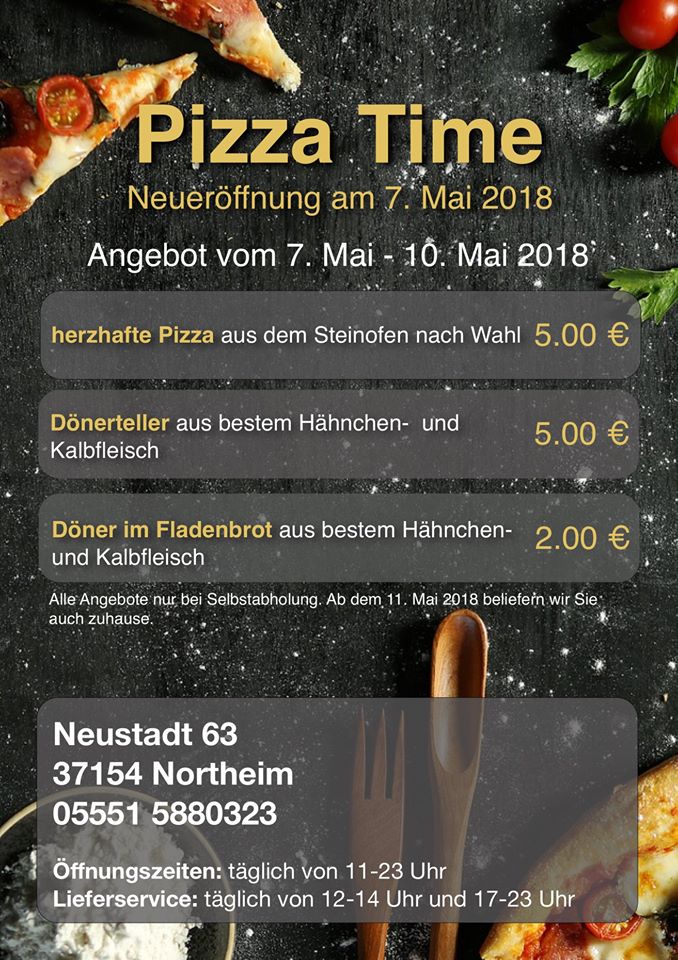 Pizza Time
Neueröffnung am 7. Mai 2018
Angebot vom 7. Mai - 10. Mai 2018
herzhafte Pizza aus dem Steinofen nach Wahl 5.00 €
Dönerteller aus bestem Hähnchen- und
Kalbfleisch
5.00 €
Döner im Fladenbrot aus bestem Hähnchen-
und Kalbfleisch
2.00 €
Alle Angebote nur bei Selbstabholung. Ab dem 11. Mai 2018 beliefern wir Sie
auch zuhause.
Neustadt 63
37154 Northeim
05551 5880323
Öffnungszeiten: täglich von 11-23 Uhr
Lieferservice: täglich von 12-14 Uhr und 17-23 Uhr